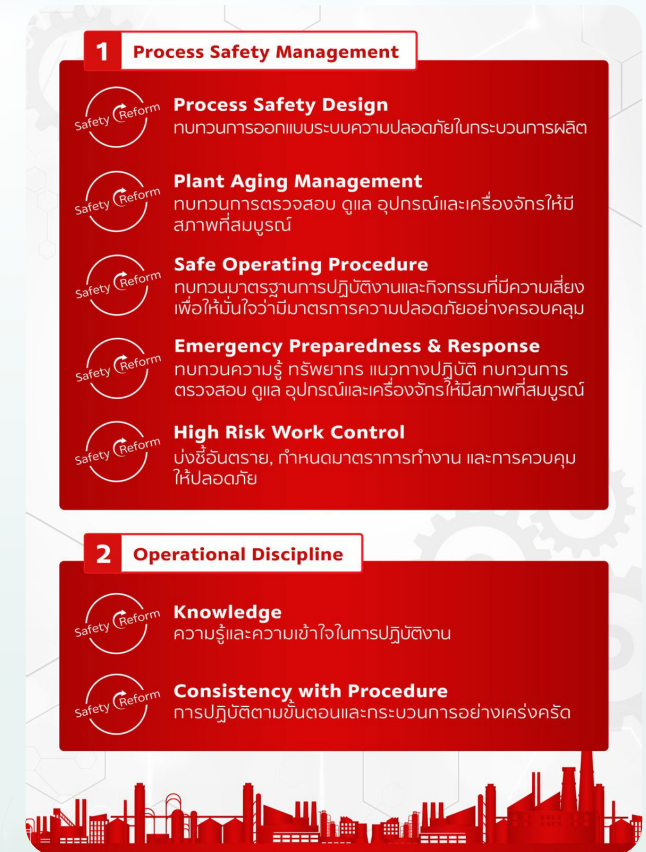 1 Process Safety Management
Safety Reform
Process Safety Design
ทบทวนการออกแบบระบบความปลอดภัยในกระบวนการผลิต
Safety Reform
Plant Aging Management
ทบทวนการตรวจสอบ ดูแล อุปกรณ์และเครื่องจักรให้มี
สภาพที่สมบูรณ์
Safety Reform
Safe Operating Procedure
ทบทวนมาตรฐานการปฏิบัติงานและกิจกรรมที่มีความเสี่ยง
เพื่อให้มั่นใจว่ามีมาตรการความปลอดภัยอย่างครอบคลุม
Safety Reform
Emergency Preparedness & Response
ทบทวนความรู้ ทรัพยากร แนวทางปฏิบัติ ทบทวนการ
ตรวจสอบ ดูแล อุปกรณ์และเครื่องจักรให้มีสภาพที่สมบูรณ์
Safety Reform
High Risk Work Control
บ่งชี้อันตราย, กำหนดมาตราการทำงาน และการควบคุม
ให้ปลอดภัย
2 Operational Discipline
Safety Reform
Knowledge
ความรู้และความเข้าใจในการปฏิบัติงาน
Safety Reform
Consistency with Procedure
การปฏิบัติตามขั้นตอนและกระบวนการอย่างเคร่งครัด